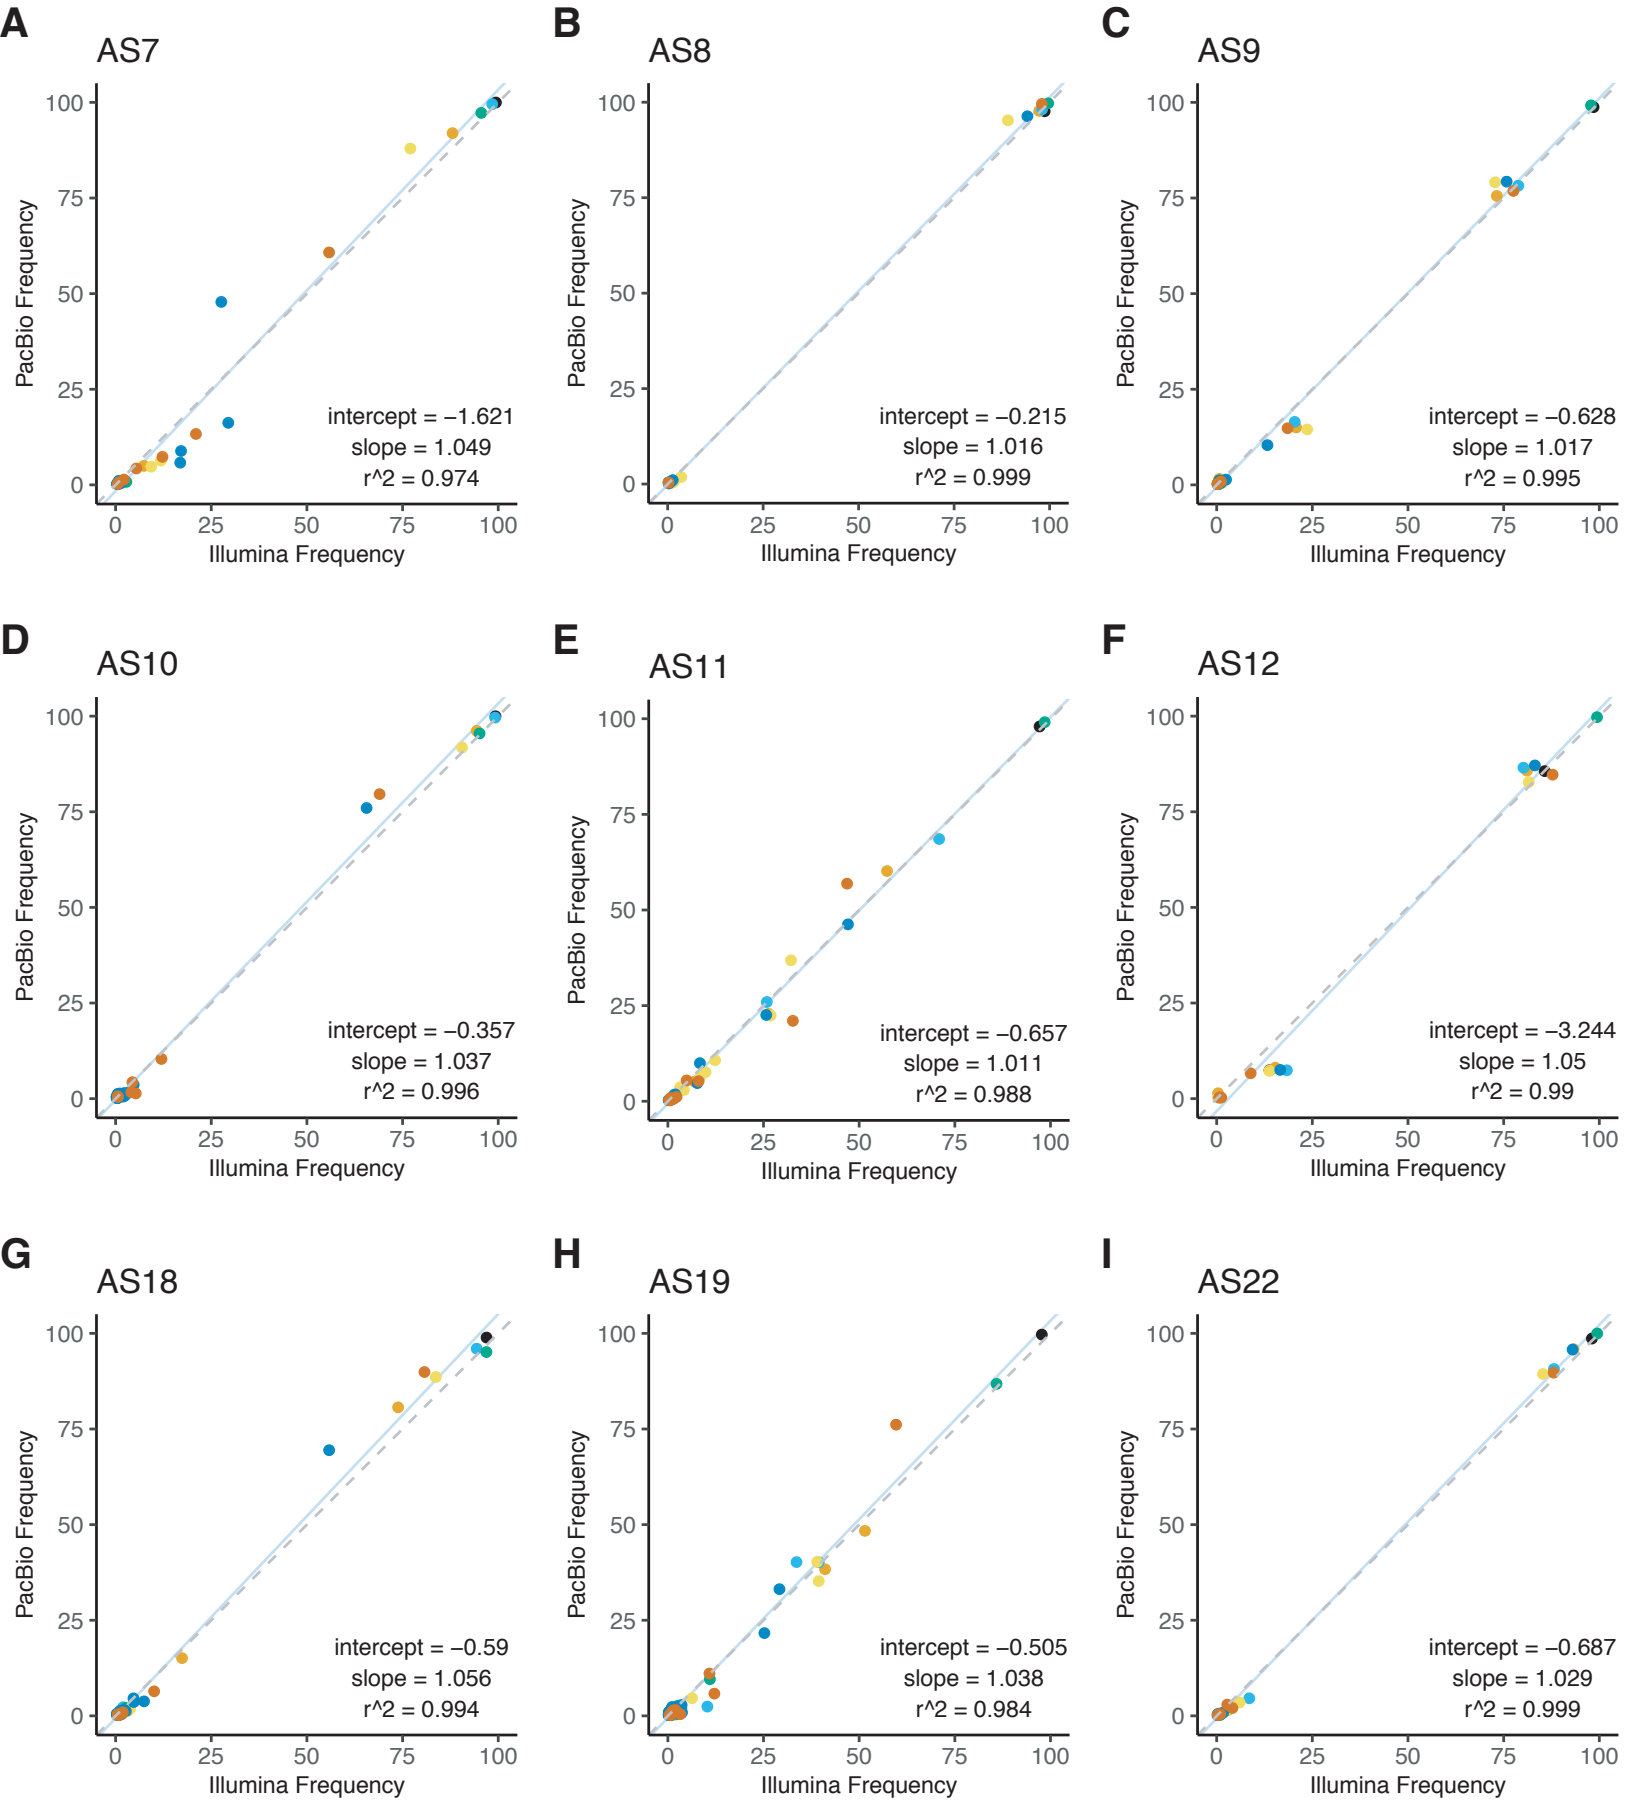 A
AS7
100
75
50
25
0
PacBio Frequency
intercept = −1.621
slope = 1.049
r^2 = 0.974
0 25 50 75 100
Illumina Frequency
B
AS8
100
75
50
25
0
PacBio Frequency
intercept = −0.215
slope = 1.016
r^2 = 0.999
0 25 50 75 100
Illumina Frequency
C
AS9
100
75
50
25
0
PacBio Frequency
intercept = −0.628
slope = 1.017
r^2 = 0.995
0 25 50 75 100
Illumina Frequency
D
AS10
100
75
50
25
0
PacBio Frequency
intercept = −0.357
slope = 1.037
r^2 = 0.996
0 25 50 75 100
Illumina Frequency
E
AS11
100
75
50
25
0
PacBio Frequency
intercept = −0.657
slope = 1.011
r^2 = 0.988
0 25 50 75 100
Illumina Frequency
F
AS12
100
75
50
25
0
PacBio Frequency
intercept = −3.244
slope = 1.05
r^2 = 0.99
0 25 50 75 100
Illumina Frequency
G
AS18
100
75
50
25
0
PacBio Frequency
intercept = −0.59
slope = 1.056
r^2 = 0.994
0 25 50 75 100
Illumina Frequency
H
AS19
100
75
50
25
0
PacBio Frequency
intercept = −0.505
slope = 1.038
r^2 = 0.984
0 25 50 75 100
Illumina Frequency
I
AS22
100
75
50
25
0
PacBio Frequency
intercept = −0.687
slope = 1.029
r^2 = 0.999
0 25 50 75 100
Illumina Frequency